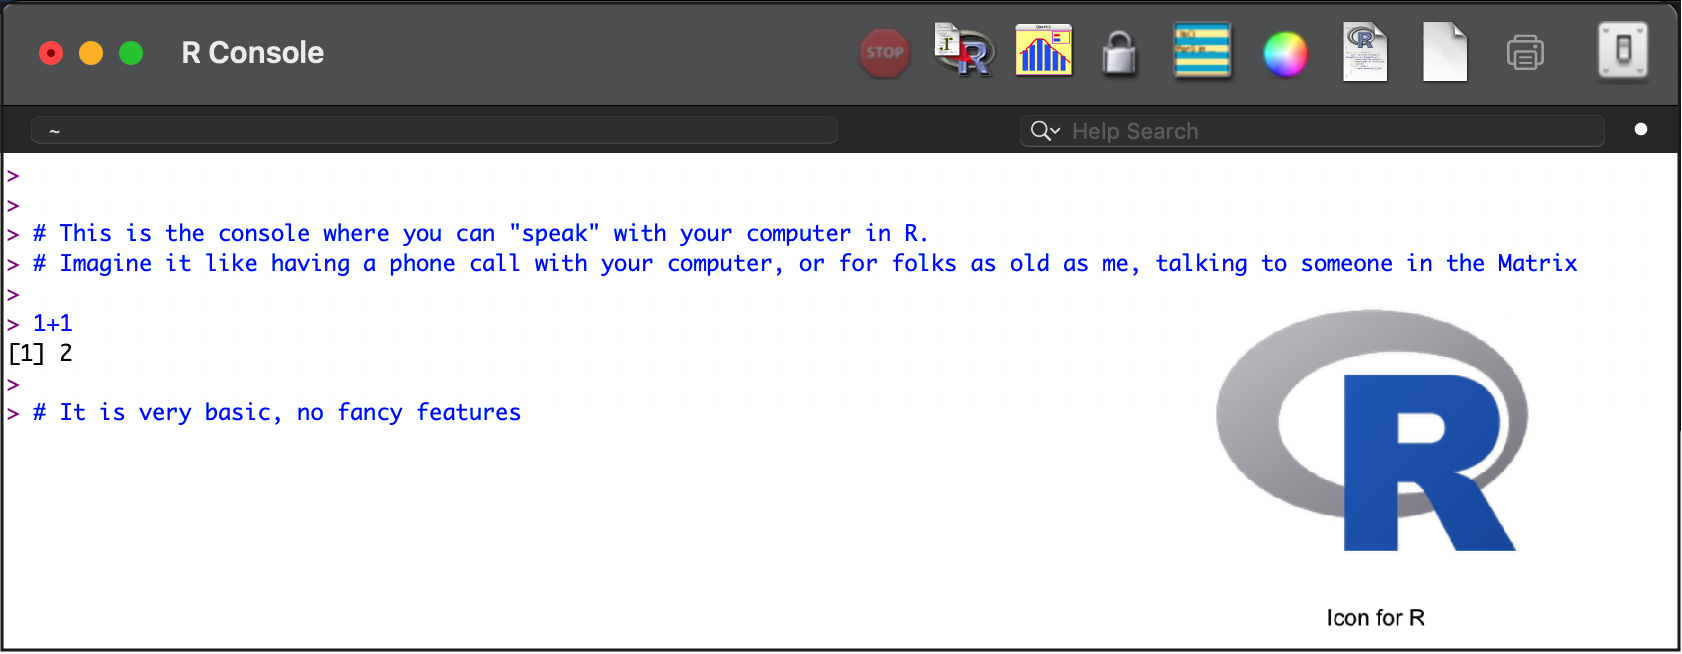 R Console
STOP
~
Help Search
>
>
> # This is the console where you can "speak" with your computer in R.
> # Imagine it like having a phone call with your computer, or for folks as old as me, talking to someone in the Matrix
>
> 1+1
[1] 2
>
> # It is very basic, no fancy features
R
Icon for R